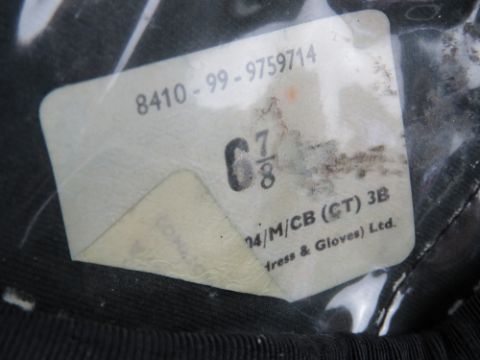 8410-99-9759714
6 7/8
04/M/CB (CT) 3B
dress & Gloves) Ltd.